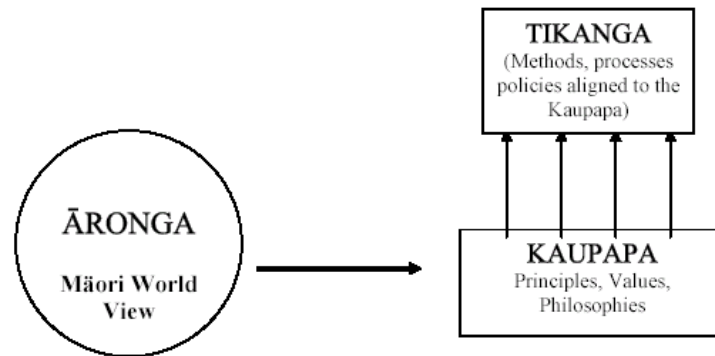 TIKANGA
(Methods, processes
policies aligned to the
Kaupapa)
ĀRONGA
Mäori World
View
KAUPAPA
Principles, Values,
Philosophies